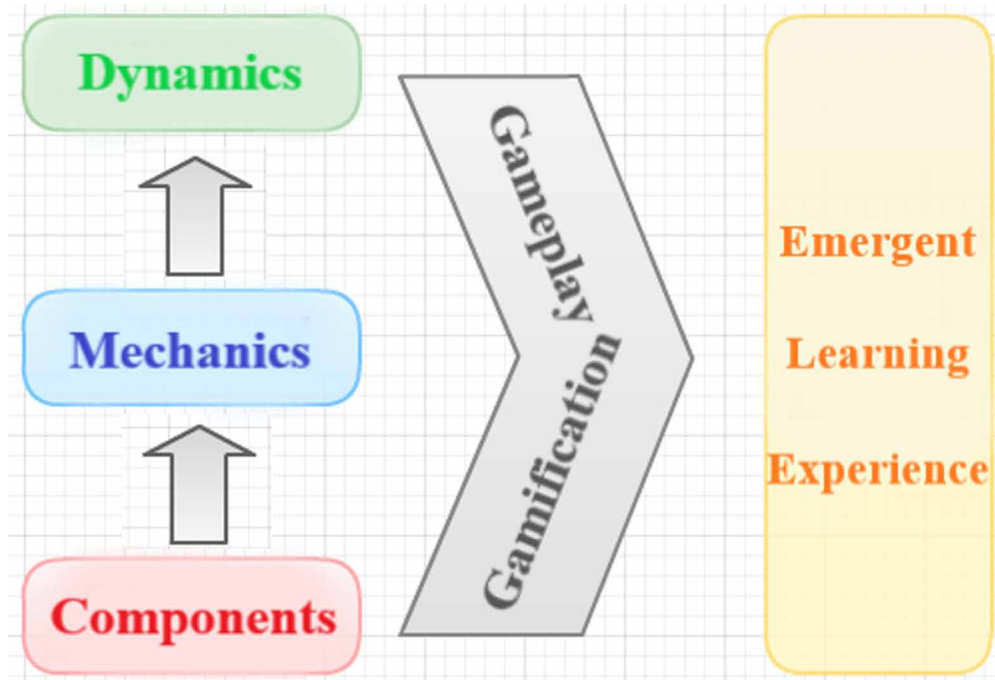 Dynamics
Mechanics
Components
Gameplay
Gamification
Emergent
Learning
Experience